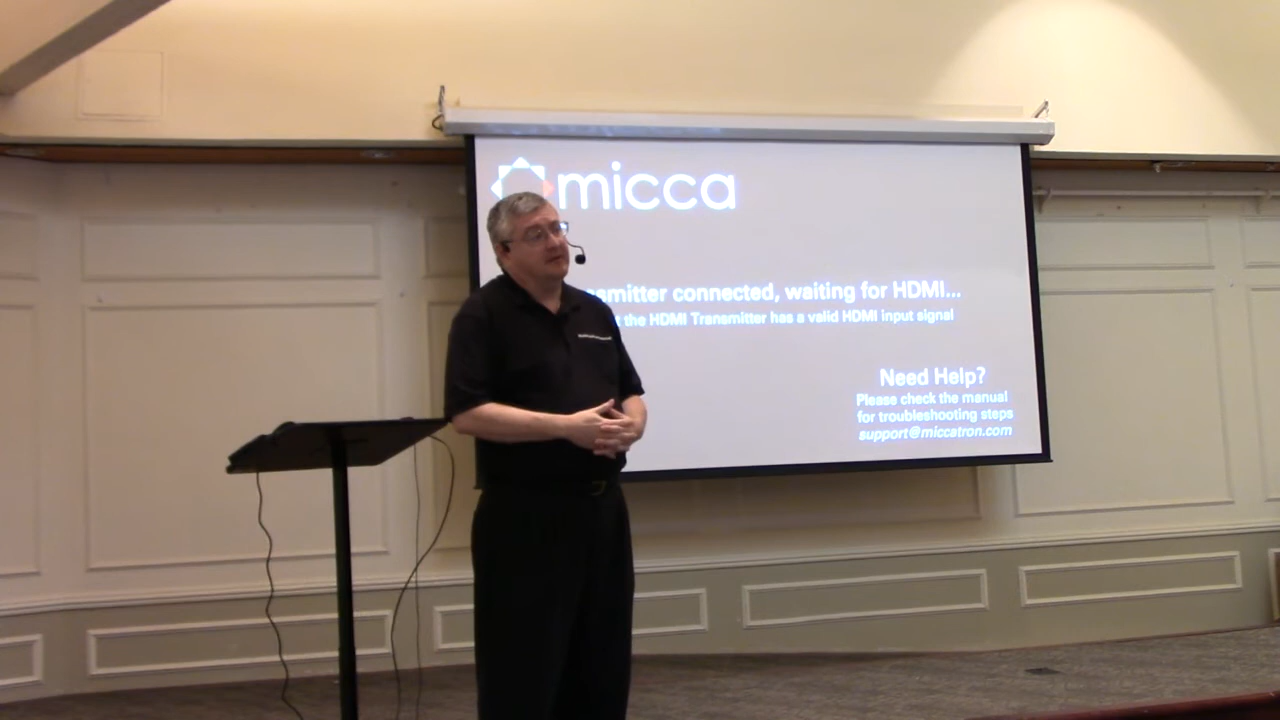 micca
smitter connected, waiting for HDMI...
the HDMI Transmitter has a valid HDMI input signal
Need Help?
Please check the manual
for troubleshooting steps
support@miccatron.com